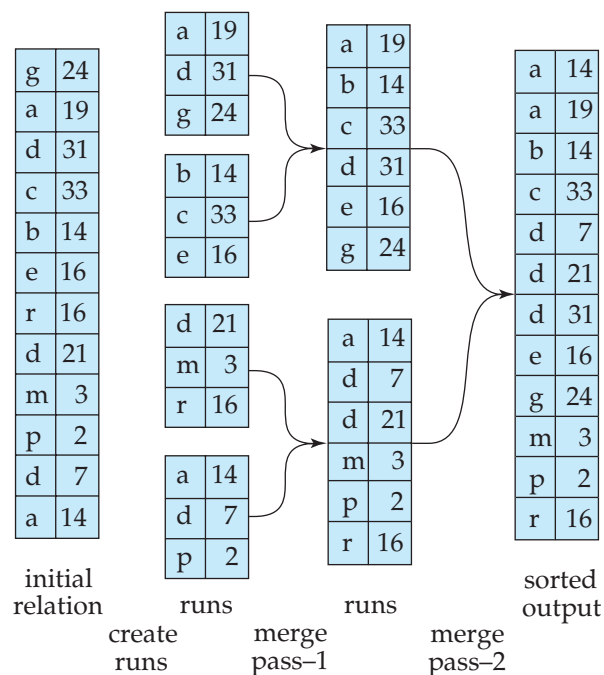 g 24
a 19
d 31
c 33
b 14
e 16
r 16
d 21
m 3
p 2
d 7
a 14
initial
relation
a 19
d 31
g 24
b 14
c 33
e 16
d 21
m 3
r 16
a 14
d 7
p 2
runs
create
runs
a 19
b 14
c 33
d 31
e 16
g 24
a 14
d 7
d 21
m 3
p 2
r 16
runs
merge
pass–1
a 14
a 19
b 14
c 33
d 7
d 21
d 31
e 16
g 24
m 3
p 2
r 16
sorted
output
merge
pass–2